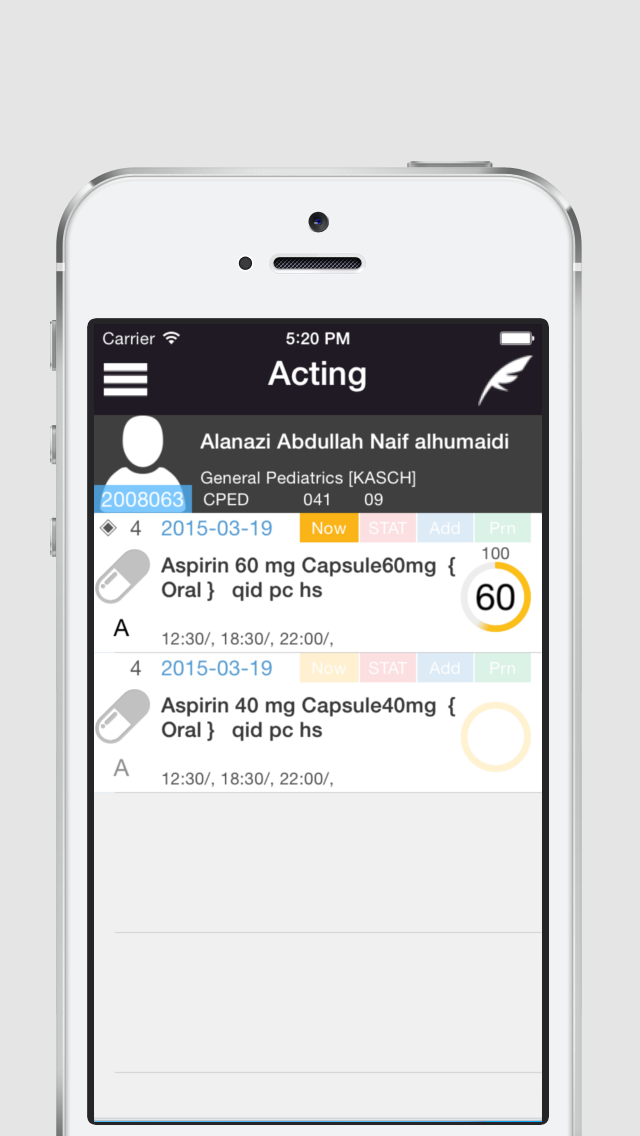 Carrier 5:20 PM
Acting
Alanazi Abdullah Naif alhumaidi
General Pediatrics [KASCH]
2008063 CPED 041 09
4 2015-03-19 Now STAT Add Prn
Aspirin 60 mg Capsule60mg {
Oral } qid pc hs
100
60
A
12:30/, 18:30/, 22:00/,
4 2015-03-19 Now STAT Add Prn
Aspirin 40 mg Capsule40mg {
Oral } qid pc hs
A
12:30/, 18:30/, 22:00/,